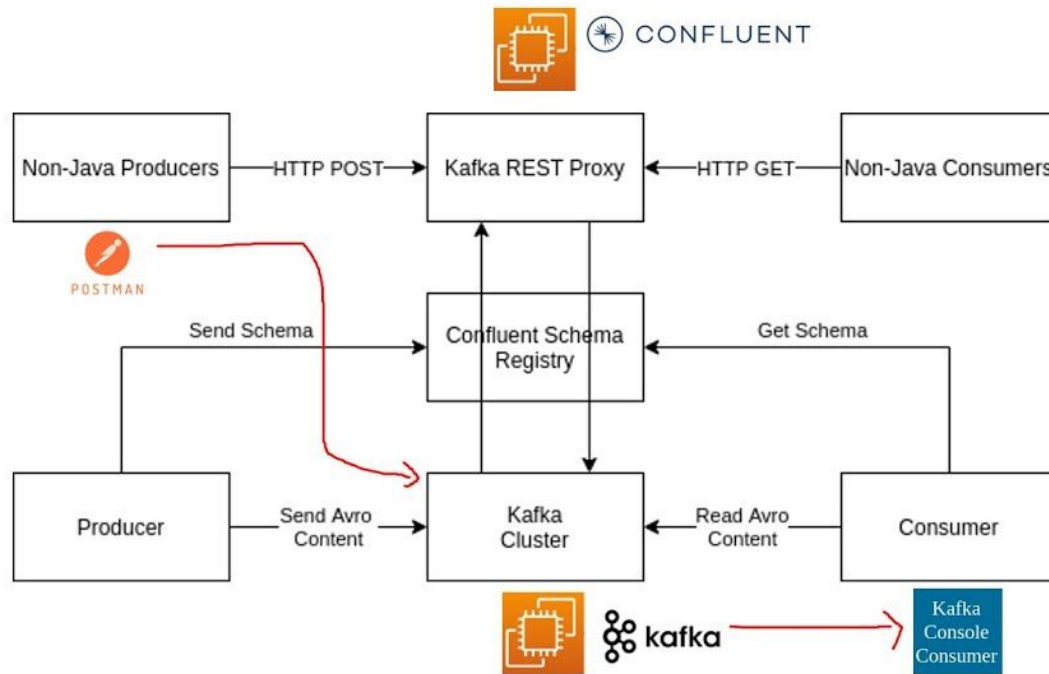 CONFLUENT
Non-Java Producers
HTTP POST
Kafka REST Proxy
HTTP GET
Non-Java Consumers
POSTMAN
Send Schema
Confluent Schema
Registry
Get Schema
Producer
Send Avro
Content
Kafka
Cluster
Read Avro
Content
Consumer
kafka
Kafka
Console
Consumer